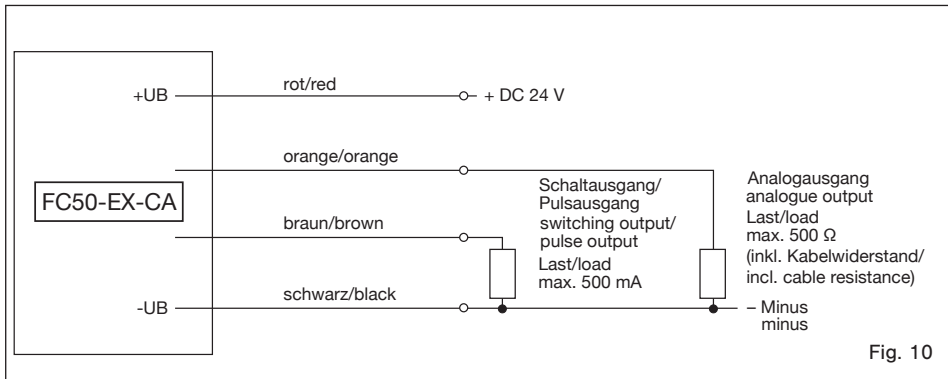 +UB
rot/red
+ DC 24 V
orange/orange
FC50-EX-CA
braun/brown
Schaltausgang/
Pulsausgang
switching output/
pulse output
Last/load
max. 500 mA
Analogausgang
analogue output
Last/load
max. 500 Ω
(inkl. Kabelwiderstand/
incl. cable resistance)
-UB
schwarz/black
– Minus
minus
Fig. 10